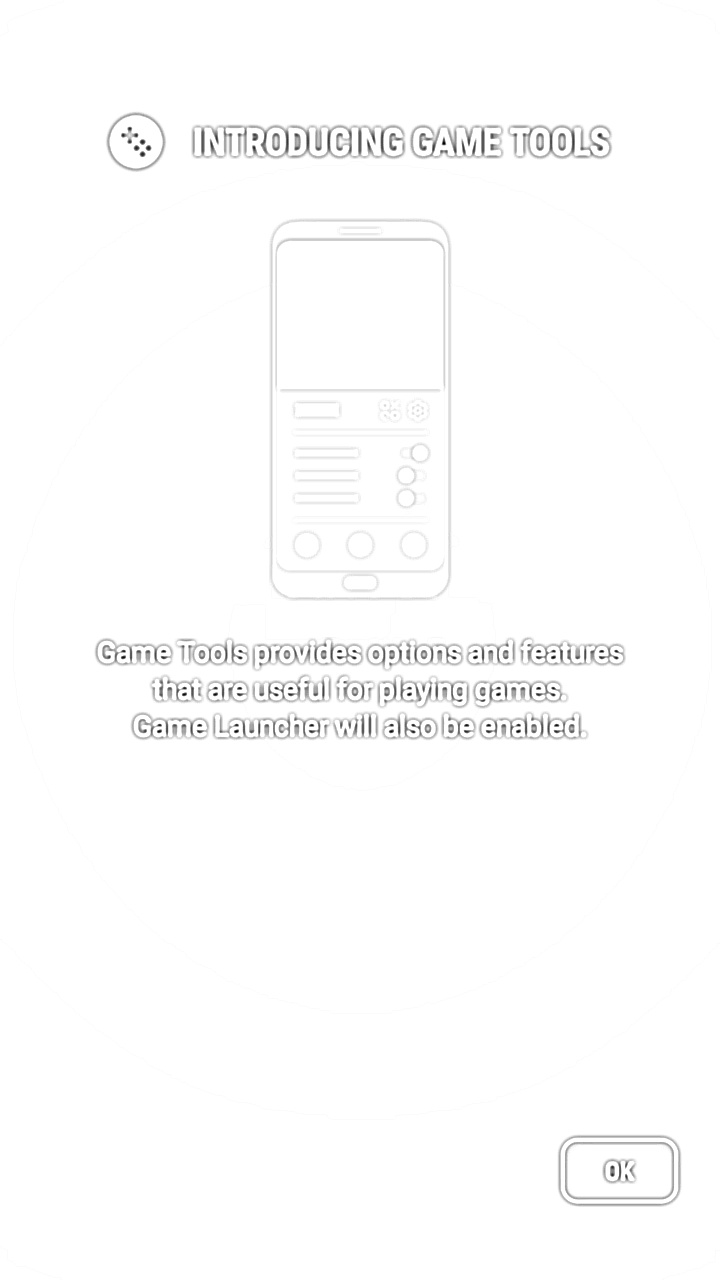 INTRODUCING GAME TOOLS
Game Tools provides options and features
that are useful for playing games.
Game Launcher will also be enabled.
OK